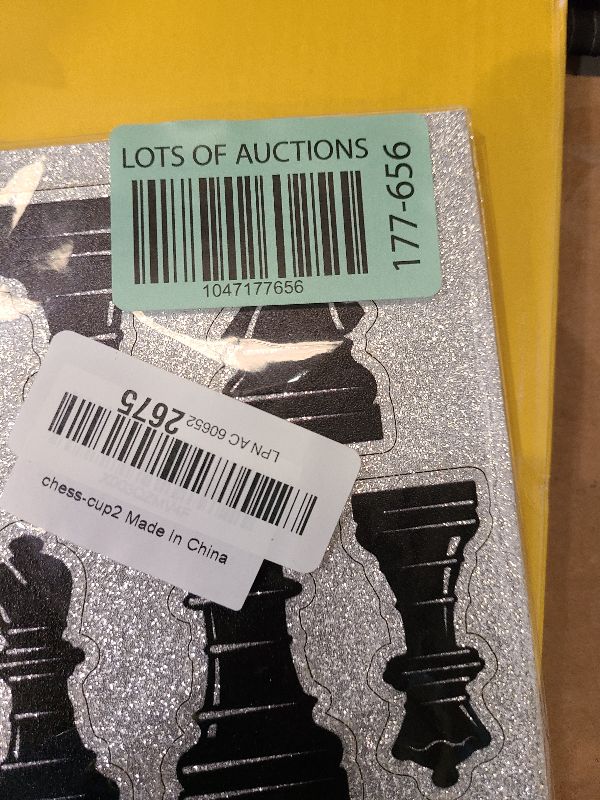 LOTS OF AUCTIONS
1047177656
177-656
LPN AC 60652 2675
chess-cup2 Made in China